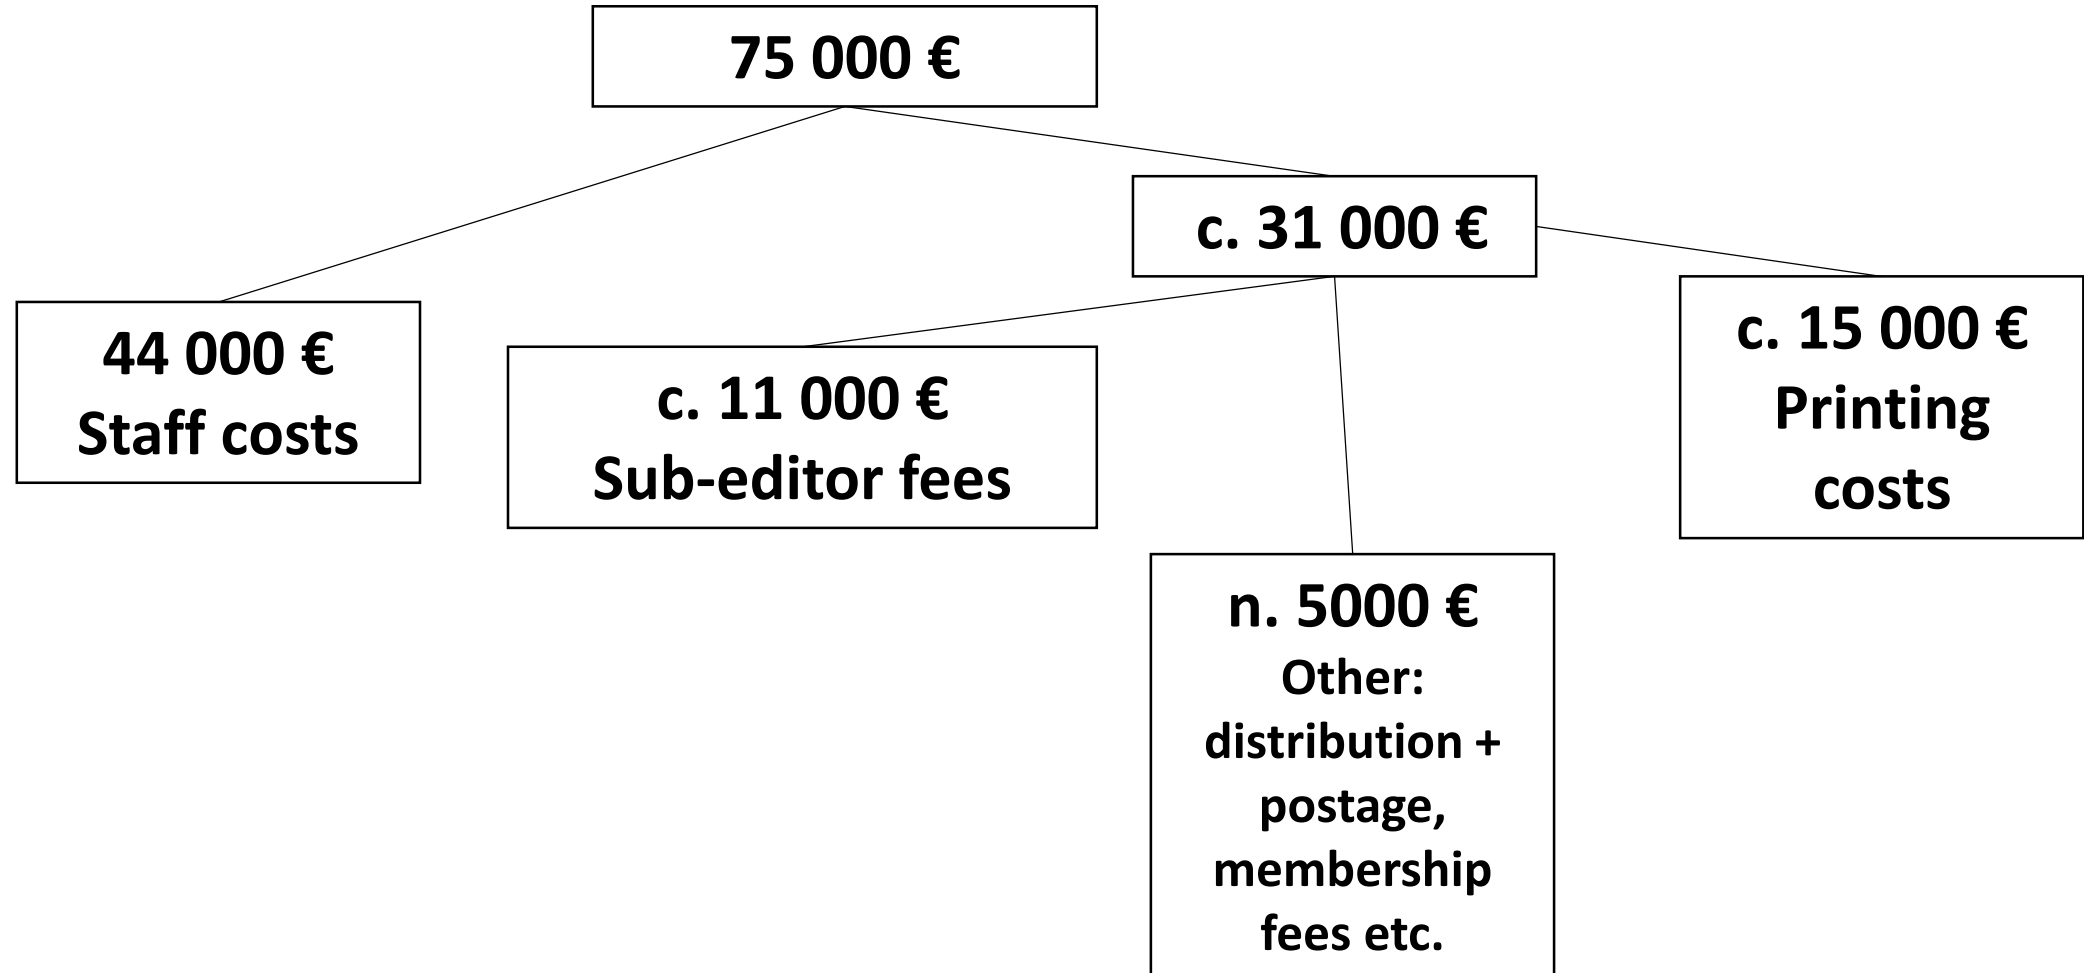 75 000 €
c. 31 000 €
44 000 €
Staff costs
c. 11 000 €
Sub-editor fees
c. 15 000 €
Printing
costs
n. 5000 €
Other:
distribution +
postage,
membership
fees etc.